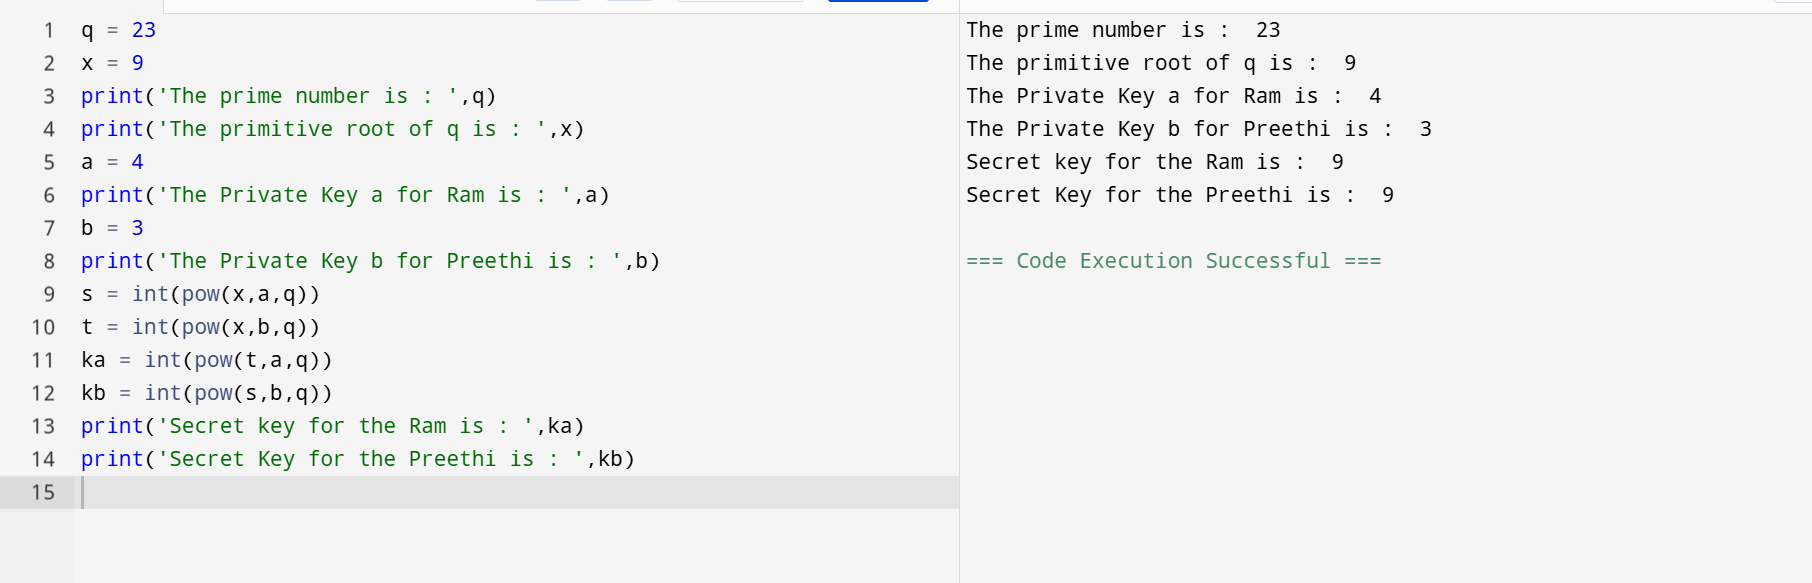 1 q = 23
2 x = 9
3 print('The prime number is : ',q)
4 print('The primitive root of q is : ',x)
5 a = 4
6 print('The Private Key a for Ram is : ',a)
7 b = 3
8 print('The Private Key b for Preethi is : ',b)
9 s = int(pow(x,a,q))
10 t = int(pow(x,b,q))
11 ka = int(pow(t,a,q))
12 kb = int(pow(s,b,q))
13 print('Secret key for the Ram is : ',ka)
14 print('Secret Key for the Preethi is : ',kb)
15
The prime number is :  23
The primitive root of q is :  9
The Private Key a for Ram is :  4
The Private Key b for Preethi is :  3
Secret key for the Ram is :  9
Secret Key for the Preethi is :  9
=== Code Execution Successful ===